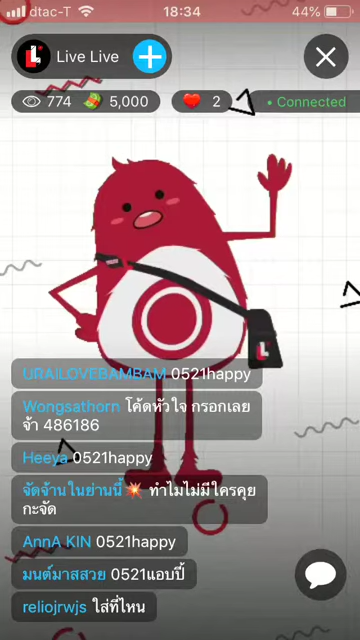 dtac-T 18:34 44%
Live Live
774 5,000 2 • Connected
URAILOVEBAMBAM 0521happy
Wongsathorn โค้ดหัวใจ กรอกเลย
จ้า 486186
Heeya 0521happy
จัดจ้านในย่านนี้💥 ทำไมไม่มีใครคุย
กะจัด
AnnA KIN 0521happy
มนต์มาสสวย 0521แอปปี้
reliojrwjs ใส่ที่ไหน